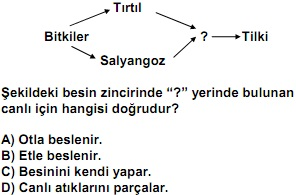 Tırtıl
Bitkiler
? Tilki
Salyangoz
Şekildeki besin zincirinde “?” yerinde bulunan
canlı için hangisi doğrudur?
A) Otla beslenir.
B) Etle beslenir.
C) Besinini kendi yapar.
D) Canlı atıklarını parçalar.